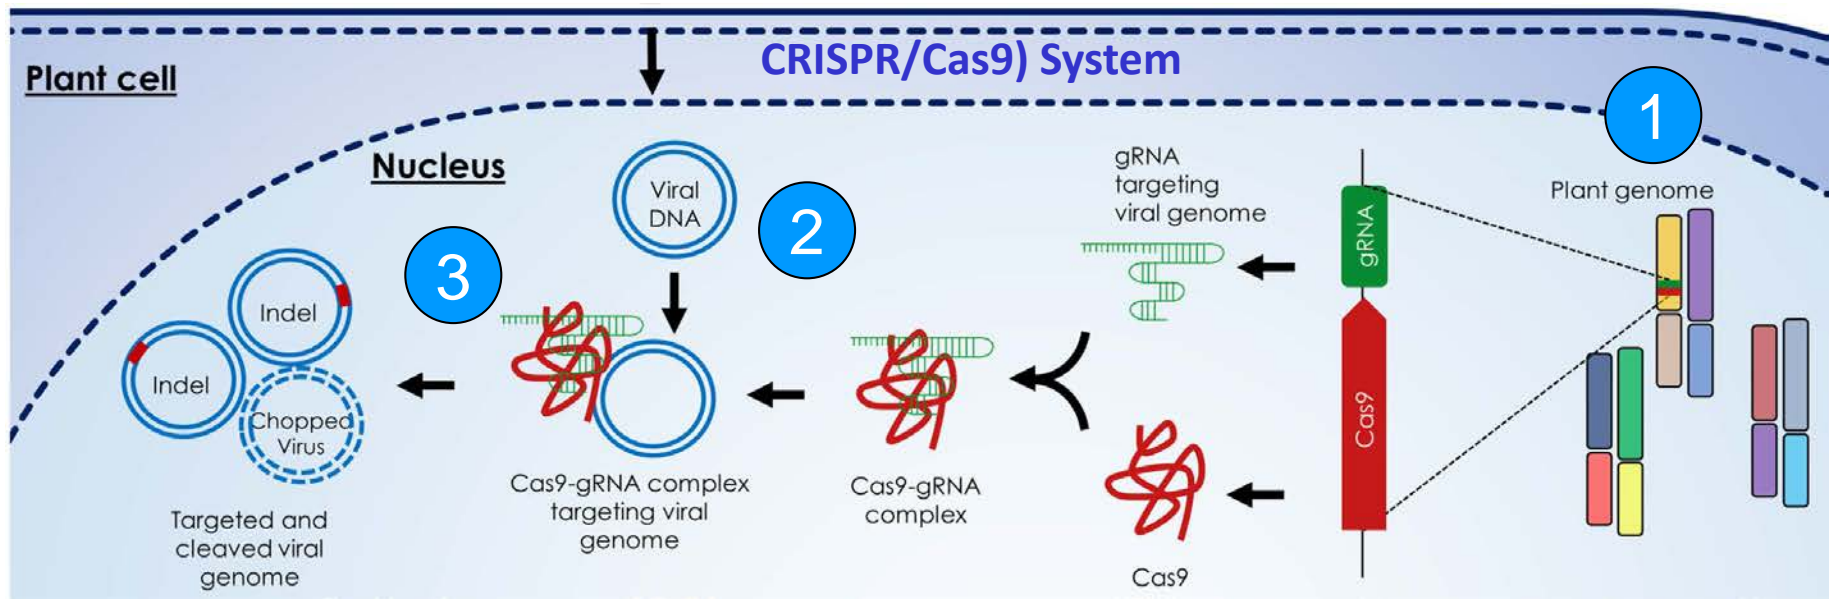 CRISPR/Cas9) System
Plant cell
1
Nucleus
Viral
DNA
2
gRNA
targeting
viral genome
gRNA
Plant genome
3
Indel
Indel
Chopped
Virus
Cas9
Cas9-gRNA complex
targeting viral
genome
Cas9-gRNA
complex
Targeted and
cleaved viral
genome
Cas9